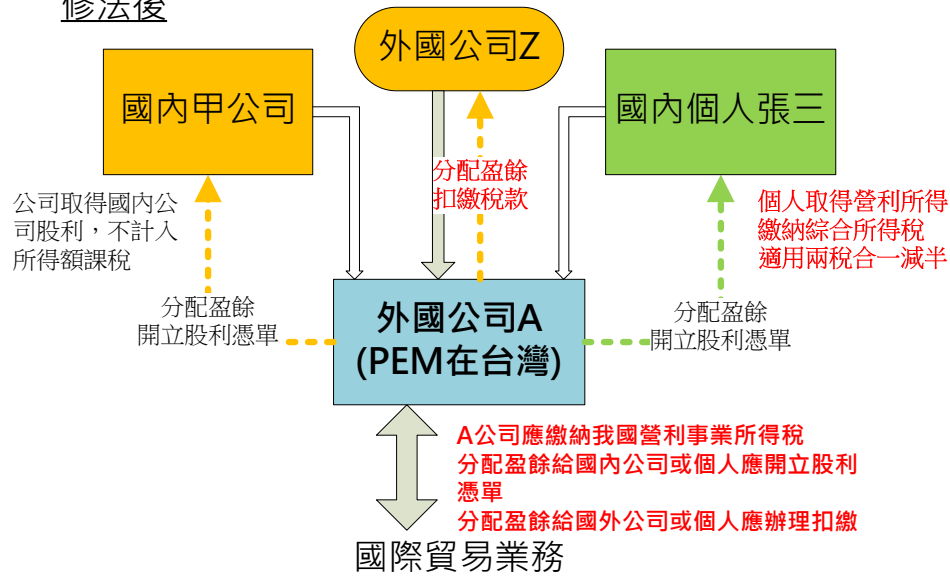 修法後
外國公司Z
國內甲公司
國內個人張三
分配盈餘
扣繳稅款
公司取得國內公
司股利，不計入
所得額課稅
個人取得營利所得
繳納綜合所得稅
適用兩稅合一減半
分配盈餘
開立股利憑單
外國公司A
(PEM在台灣)
分配盈餘
開立股利憑單
A公司應繳納我國營利事業所得稅
分配盈餘給國內公司或個人應開立股利
憑單
分配盈餘給國外公司或個人應辦理扣繳
國際貿易業務